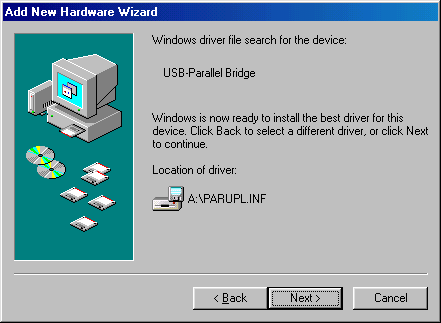 Add New Hardware Wizard
Windows driver file search for the device:
USB-Parallel Bridge
Windows is now ready to install the best driver for this
device. Click Back to select a different driver, or click Next
to continue.
Location of driver:
A:\PARUPL.INF
< Back
Next >
Cancel